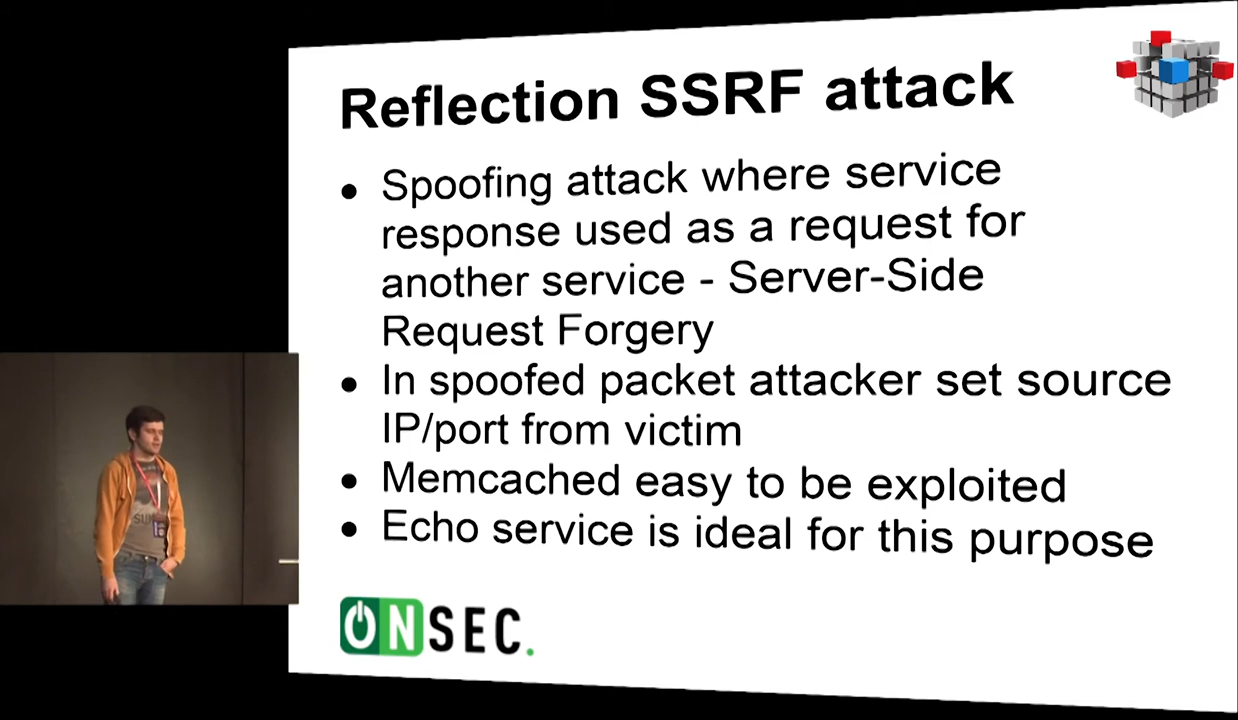 Reflection SSRF attack
• Spoofing attack where service
response used as a request for
another service - Server-Side
Request Forgery
• In spoofed packet attacker set source
IP/port from victim
• Memcached easy to be exploited
• Echo service is ideal for this purpose
ONSEC.